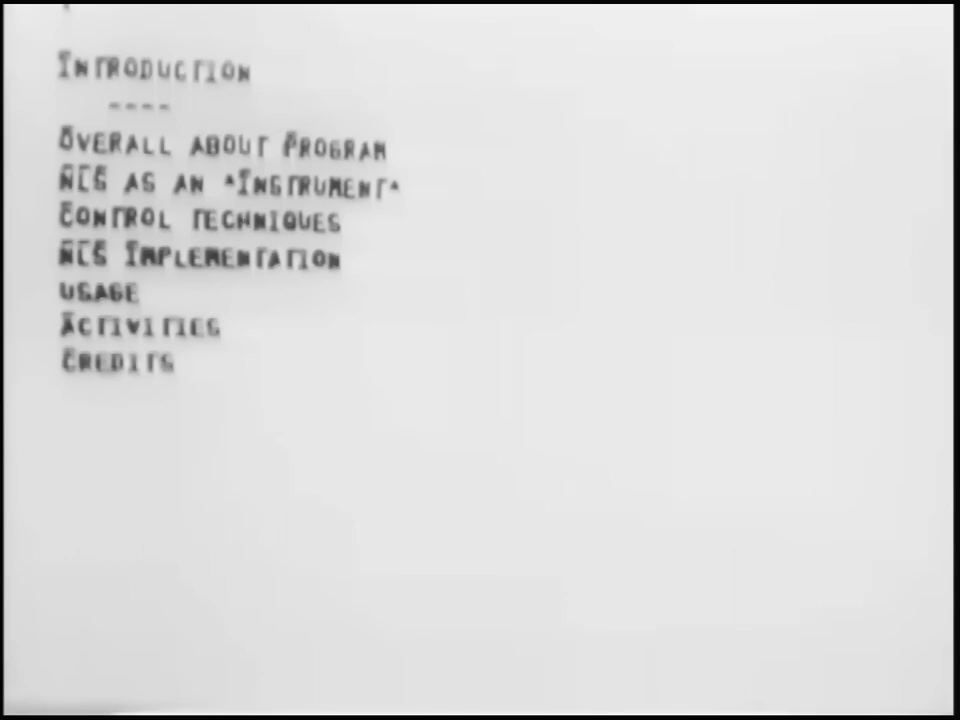 INTRODUCTION
----
OVERALL ABOUT PROGRAM
NLS AS AN "INSTRUMENT"
CONTROL TECHNIQUES
NLS IMPLEMENTATION
USAGE
ACTIVITIES
CREDITS